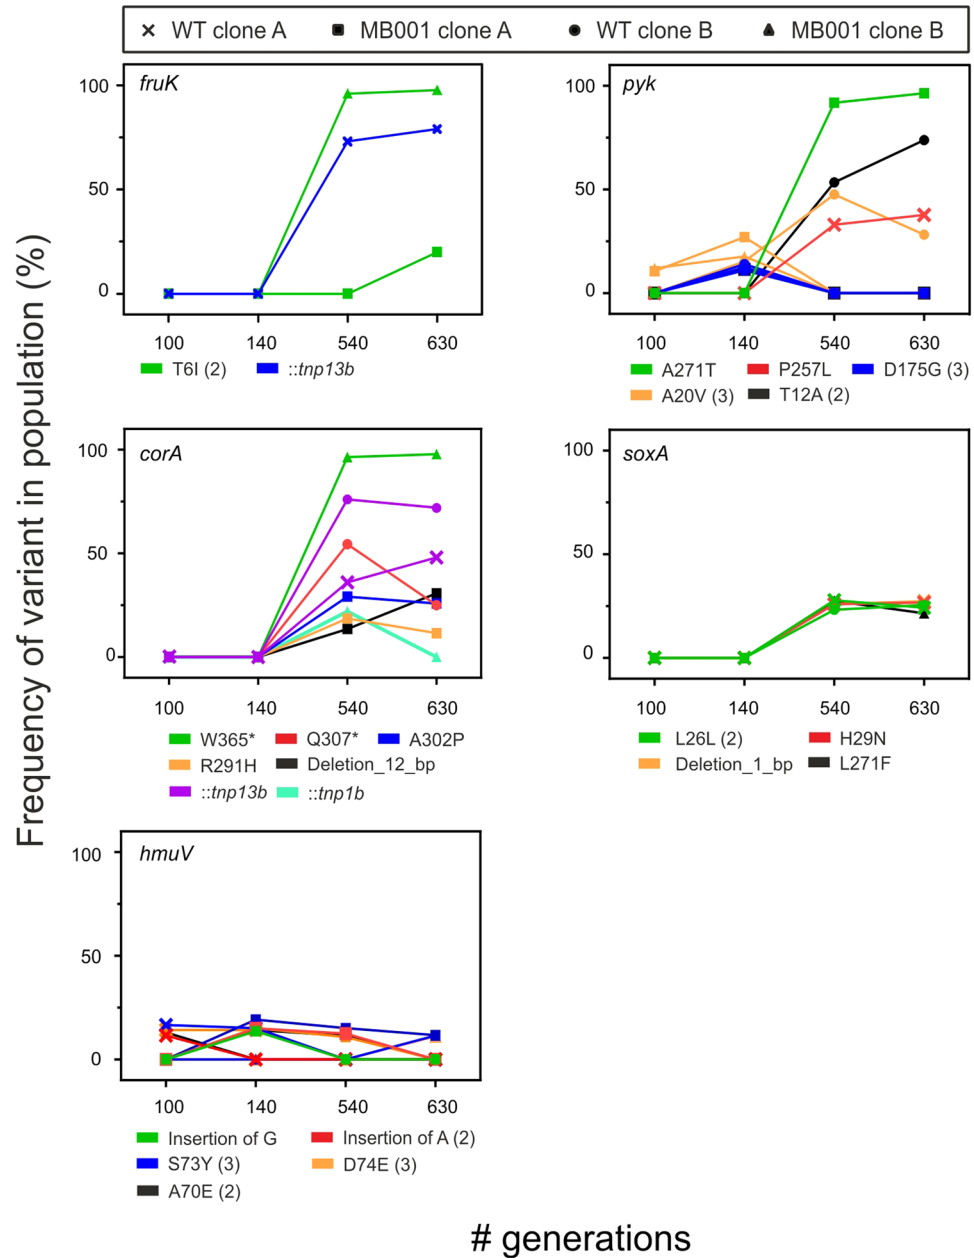 WT clone A MB001 clone A WT clone B MB001 clone B
Frequency of variant in population (%)
fruK
100
50
0
100 140 540 630
T6I (2) ::tnp13b
pyk
100
50
0
100 140 540 630
A271T P257L D175G (3)
A20V (3) T12A (2)
corA
100
50
0
100 140 540 630
W365* Q307* A302P
R291H Deletion_12_bp
::tnp13b ::tnp1b
soxA
100
50
0
100 140 540 630
L26L (2) H29N
Deletion_1_bp L271F
hmuV
100
50
0
100 140 540 630
Insertion of G Insertion of A (2)
S73Y (3) D74E (3)
A70E (2)
# generations